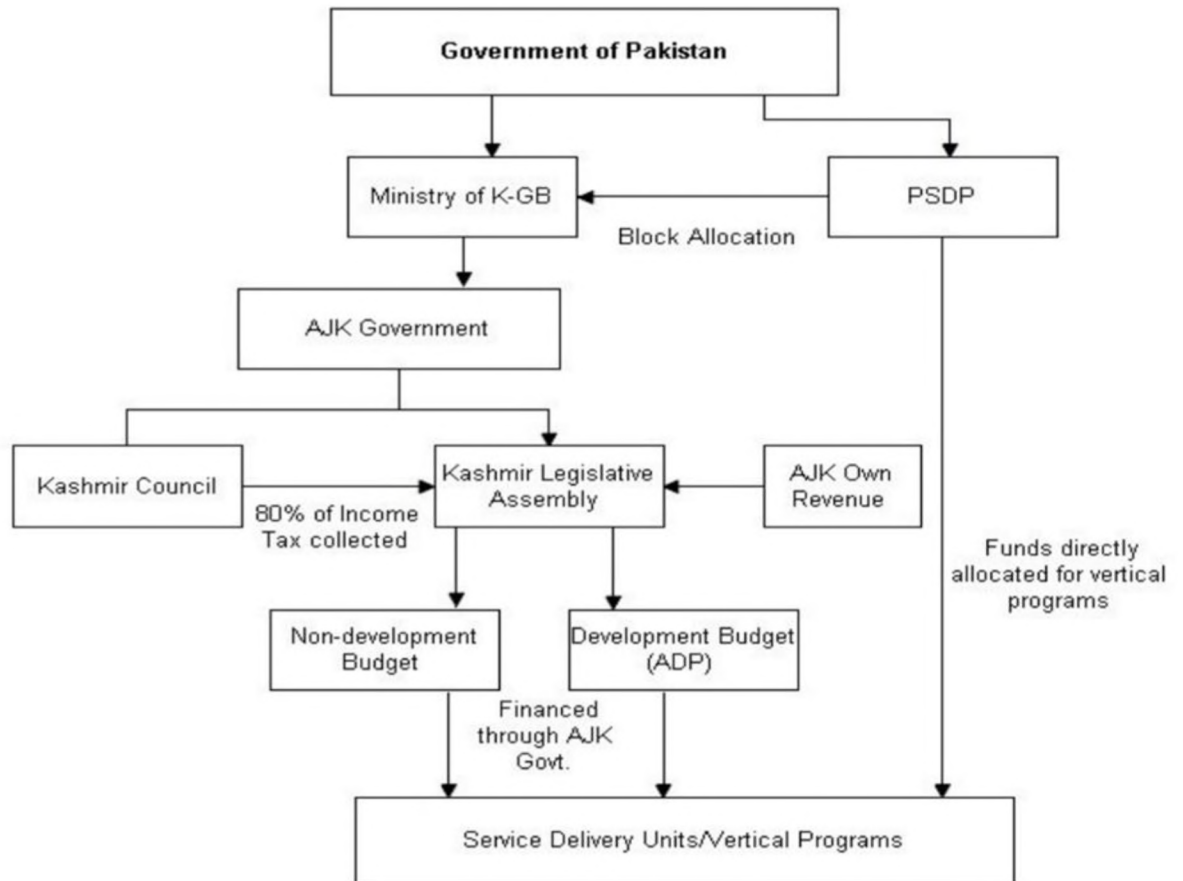 Government of Pakistan
Ministry of K-GB
PSDP
Block Allocation
AJK Government
Kashmir Council
Kashmir Legislative
Assembly
AJK Own
Revenue
80% of Income
Tax collected
Funds directly
allocated for vertical
programs
Non-development
Budget
Development Budget
(ADP)
Financed
through AJK
Govt.
Service Delivery Units/Vertical Programs